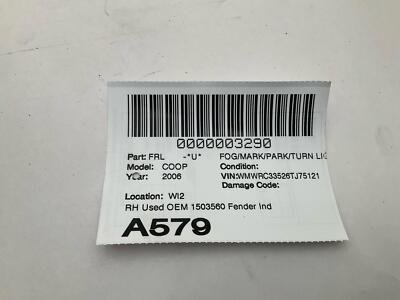 0000003290
Part: FRL -*U* FOG/MARK/PARK/TURN LIG
Model: COOP Condition:
Year: 2006 VIN:WMWRC33526TJ75121
Damage Code:
Location: WI2
RH Used OEM 1503560 Fender Ind
A579